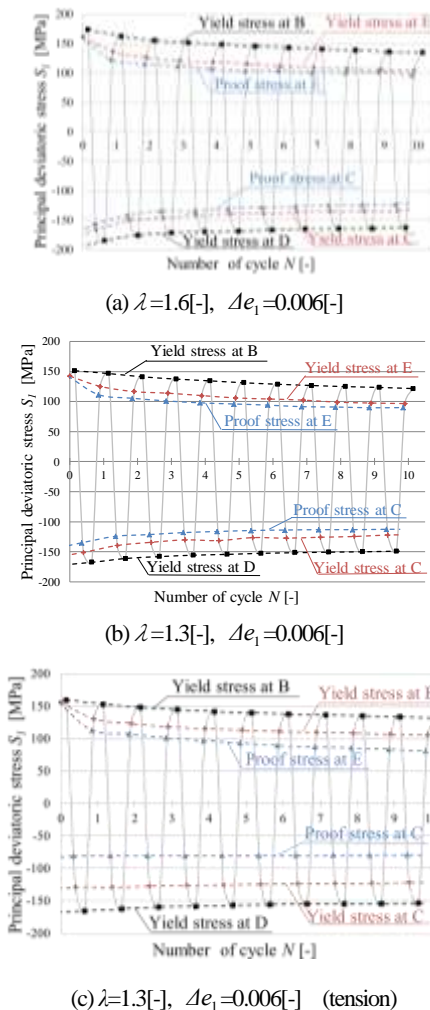 Principal deviatoric stress S1 [MPa]
200
150
100
50
0
-50
-100
-150
-200
Yield stress at B
Yield stress at E
Proof stress at E
0 1 2 3 4 5 6 7 8 9 10
Proof stress at C
Yield stress at D
Yield stress at C
Number of cycle N [-]
(a) λ=1.6[-], Δe1=0.006[-]
Principal deviatoric stress S1 [MPa]
200
150
100
50
0
-50
-100
-150
-200
Yield stress at B
Yield stress at E
Proof stress at E
0 1 2 3 4 5 6 7 8 9 10
Proof stress at C
Yield stress at D
Yield stress at C
Number of cycle N [-]
(b) λ=1.3[-], Δe1=0.006[-]
Principal deviatoric stress S1 [MPa]
200
150
100
50
0
-50
-100
-150
-200
Yield stress at B
Yield stress at E
Proof stress at E
0 1 2 3 4 5 6 7 8 9 10
Proof stress at C
Yield stress at D
Yield stress at C
Number of cycle N [-]
(c) λ=1.3[-], Δe1=0.006[-] (tension)